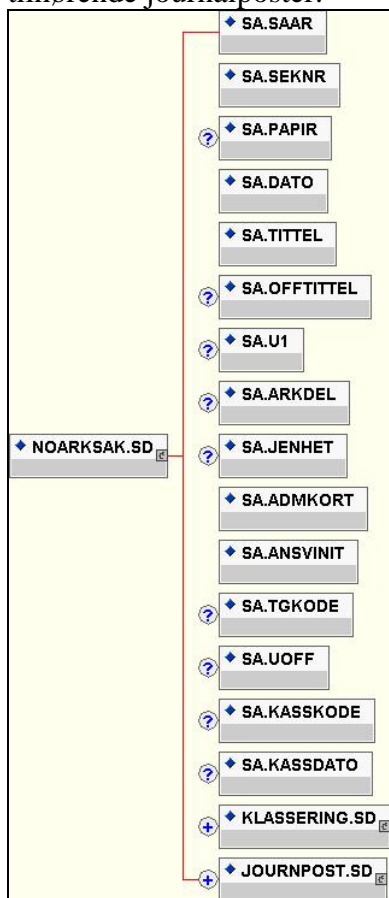 tilhørende journalposter.
SA.SAAR
SA.SEKNR
? SA.PAPIR
SA.DATO
SA.TITTEL
? SA.OFFTITTEL
? SA.U1
? SA.ARKDEL
NOARKSAK.SD
? SA.JENHET
SA.ADMKORT
SA.ANSVINIT
? SA.TGKODE
? SA.UOFF
? SA.KASSKODE
? SA.KASSDATO
+ KLASSERING.SD
+ JOURNPOST.SD